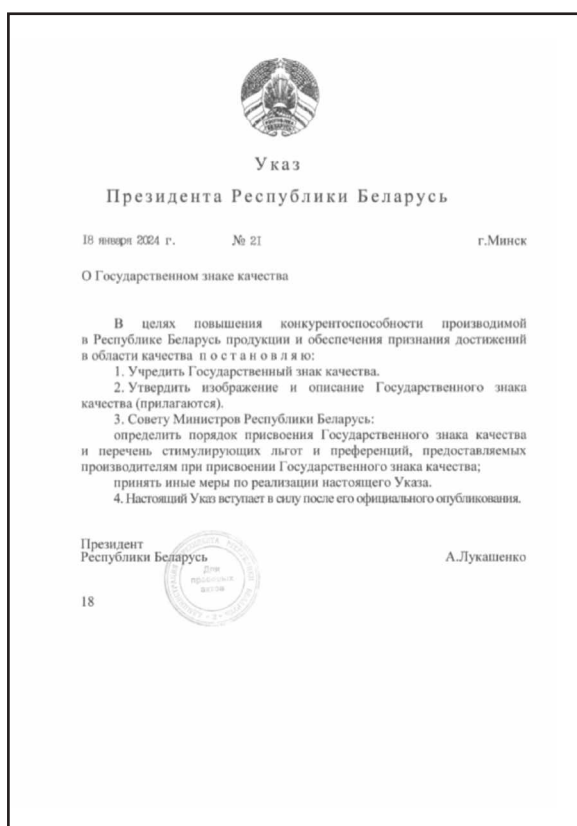 Указ
Президента Республики Беларусь
18 января 2024 г. № 21 г.Минск
О Государственном знаке качества
В целях повышения конкурентоспособности производимой
в Республике Беларусь продукции и обеспечения признания достижений
в области качества п о с т а н о в л я ю:
1. Учредить Государственный знак качества.
2. Утвердить изображение и описание Государственного знака
качества (прилагаются).
3. Совету Министров Республики Беларусь:
определить порядок присвоения Государственного знака качества
и перечень стимулирующих льгот и преференций, предоставляемых
производителям при присвоении Государственного знака качества;
принять иные меры по реализации настоящего Указа.
4. Настоящий Указ вступает в силу после его официального опубликования.
Президент
Республики Беларусь А.Лукашенко
Для
правовых
актов
18